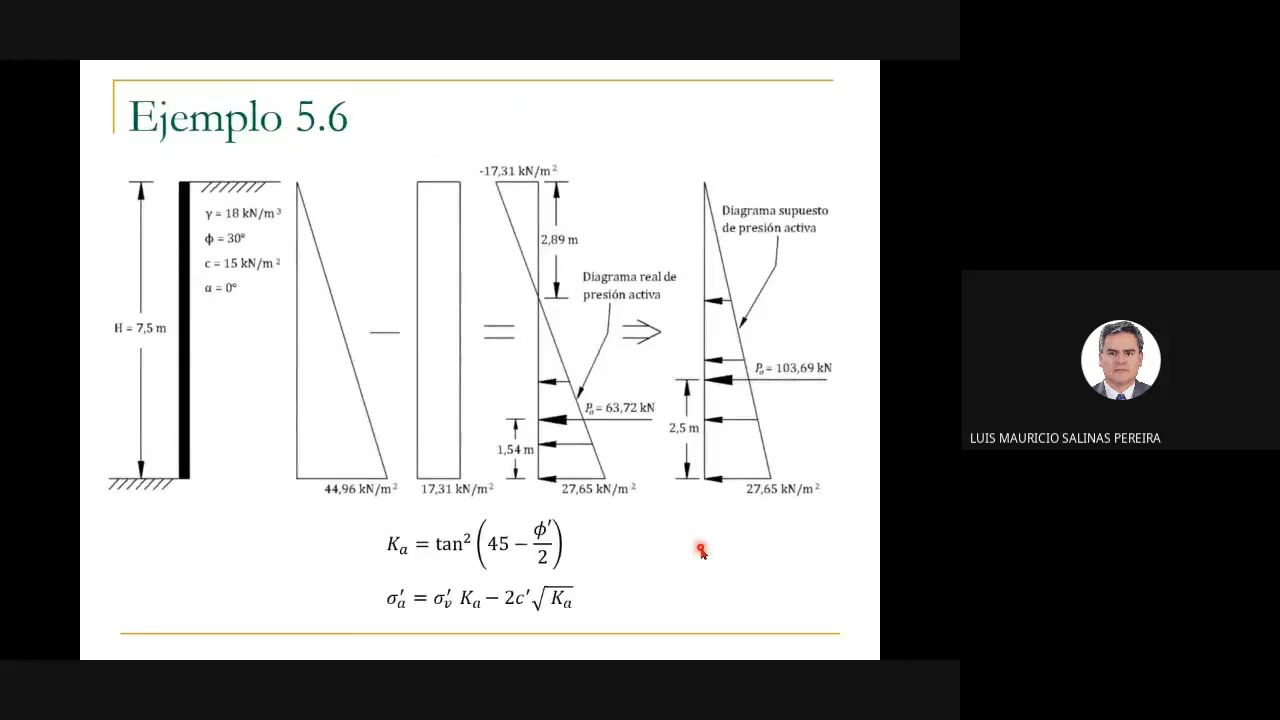 Ejemplo 5.6
-17,31 kN/m²
γ = 18 kN/m³
ϕ = 30°
c = 15 kN/m²
α = 0°
H = 7,5 m
2,89 m
Diagrama real de
presión activa
Diagrama supuesto
de presión activa
Pₐ = 63,72 kN
1,54 m
Pₐ = 103,69 kN
2,5 m
44,96 kN/m²
17,31 kN/m²
27,65 kN/m²
27,65 kN/m²
Kₐ = tan² (45 − ϕ′/2)
σ′ₐ = σ′ᵥ Kₐ − 2c′√Kₐ
LUIS MAURICIO SALINAS PEREIRA